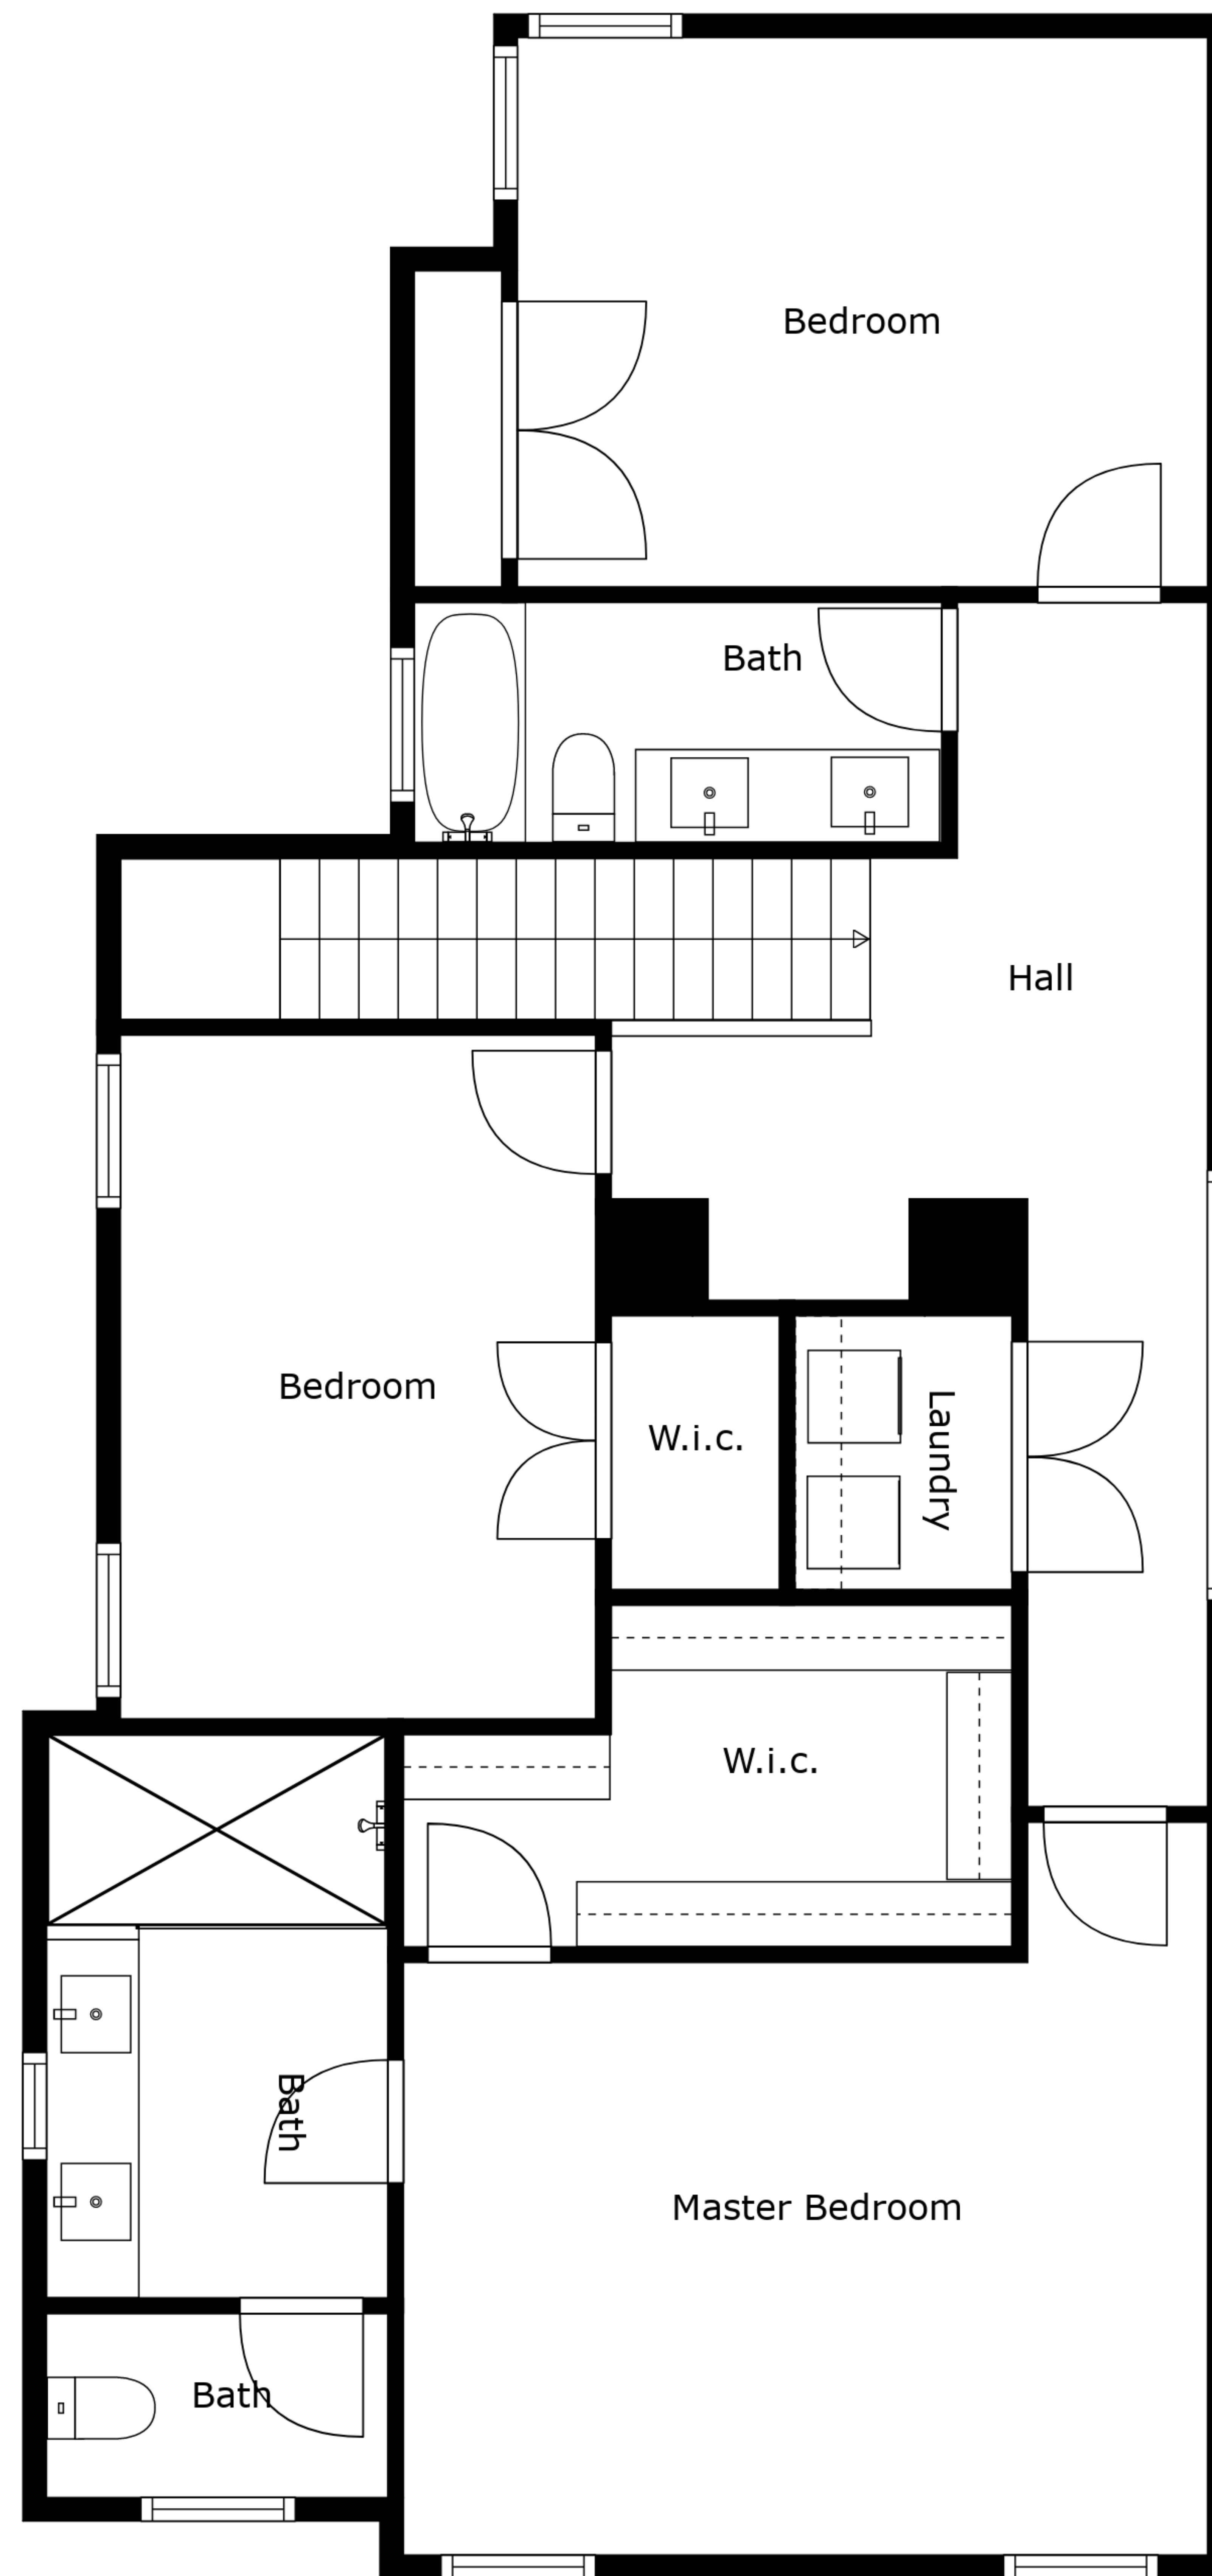 Bedroom
Bath
Hall
Bedroom
W.i.c.
Laundry
W.i.c.
Bath
Master Bedroom
Bath